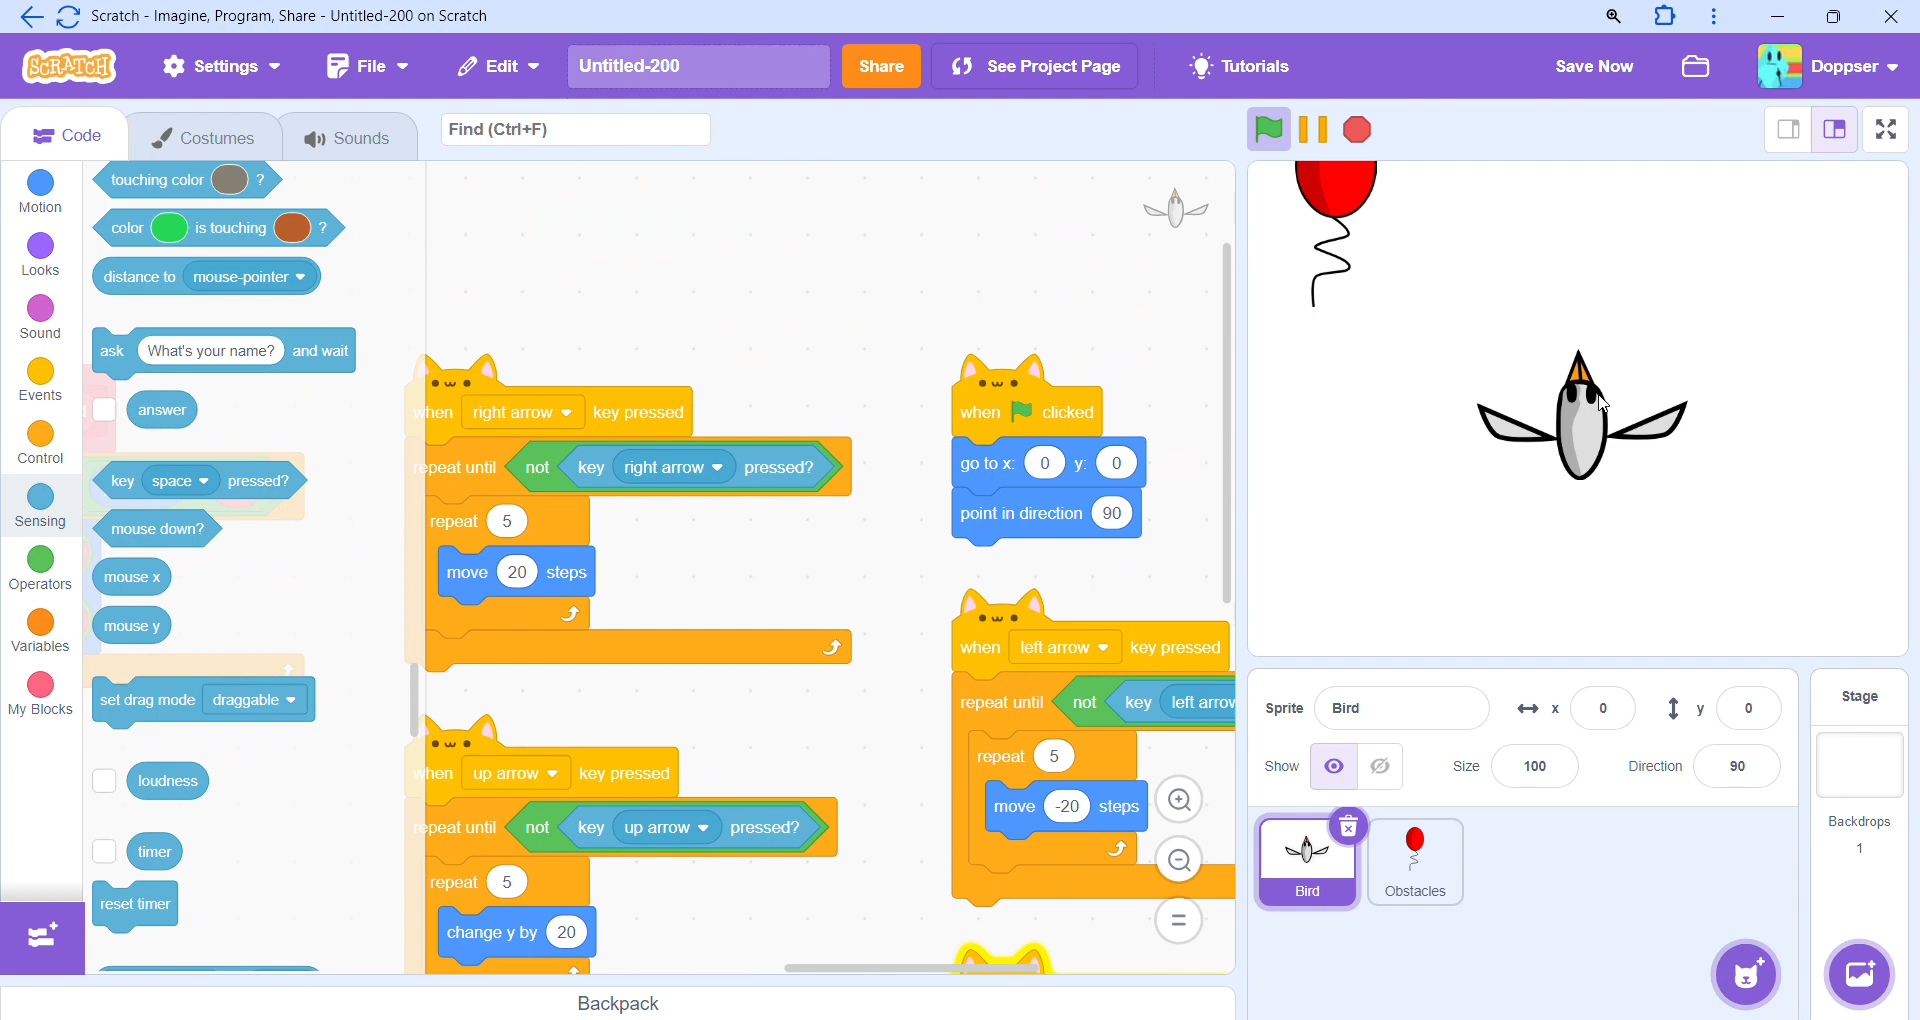 Scratch - Imagine, Program, Share - Untitled-200 on Scratch
SCRATCH Settings File Edit Untitled-200 Share See Project Page Tutorials Save Now Doppser
Code Costumes Sounds Find (Ctrl+F)
Motion
Looks
Sound
Events
Control
Sensing
Operators
Variables
My Blocks
touching color ?
color is touching ?
distance to mouse-pointer
ask What's your name? and wait
answer
key space pressed?
mouse down?
mouse x
mouse y
set drag mode draggable
loudness
timer
reset timer
when right arrow key pressed
repeat until not key right arrow pressed?
repeat 5
move 20 steps
when up arrow key pressed
repeat until not key up arrow pressed?
repeat 5
change y by 20
when clicked
go to x: 0 y: 0
point in direction 90
when left arrow key pressed
repeat until not key left arrow
repeat 5
move -20 steps
Sprite Bird x 0 y 0
Show Size 100 Direction 90
Bird
Obstacles
Stage
Backdrops
1
Backpack